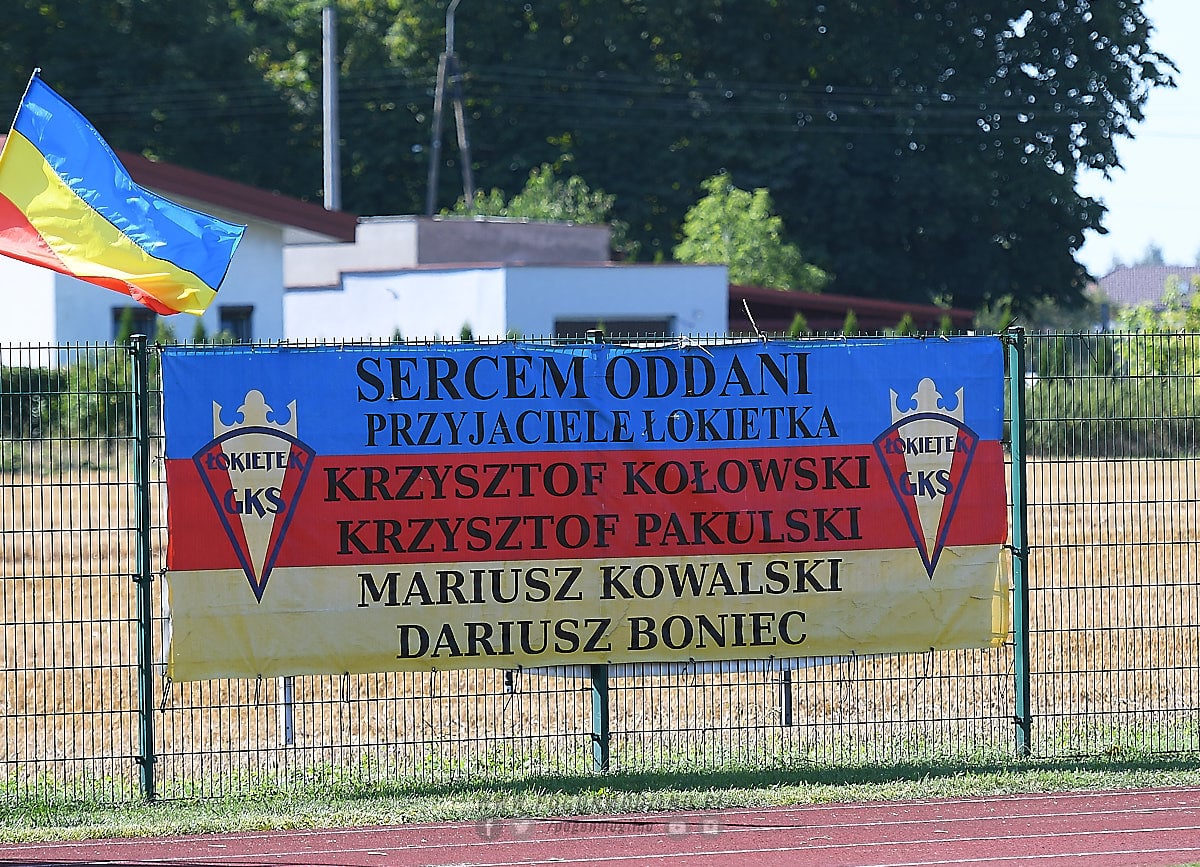 SERCEM ODDANI
PRZYJACIELE ŁOKIETKA
ŁOKIETEK
GKS
KRZYSZTOF KOŁOWSKI
KRZYSZTOF PAKULSKI
MARIUSZ KOWALSKI
DARIUSZ BONIEC
ŁOKIETEK
GKS